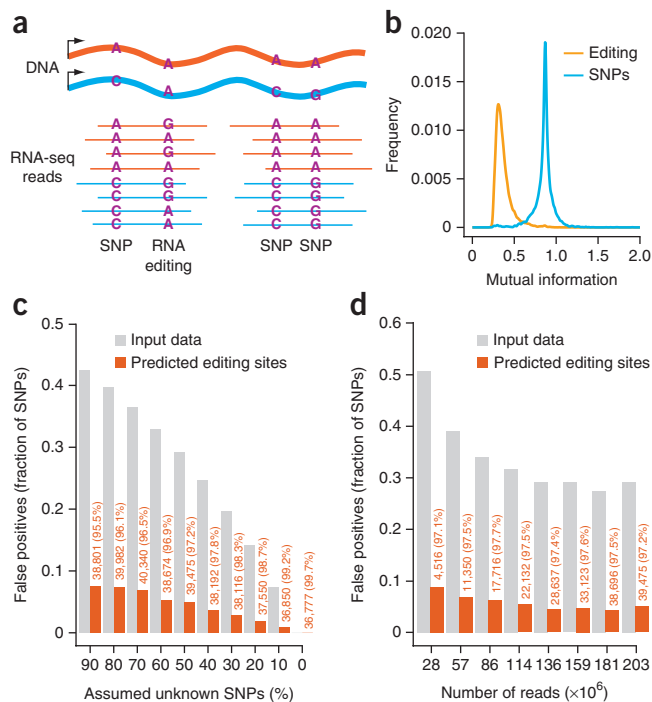 a
DNA
A
A
A
A
C
A
C
G
RNA-seq
reads
A G A A
A A A A
A G A A
A A A A
C G C G
C G C G
C A C G
C A C G
SNP RNA editing
SNP SNP
b
Editing
SNPs
Frequency
0.020
0.015
0.010
0.005
0
0 0.5 1.0 1.5 2.0
Mutual information
c
Input data
Predicted editing sites
False positives (fraction of SNPs)
0.5
0.4
0.3
0.2
0.1
0
38,801 (95.5%)
39,982 (96.1%)
40,340 (96.5%)
38,674 (96.9%)
39,475 (97.2%)
38,192 (97.8%)
38,116 (98.3%)
37,550 (98.7%)
36,850 (99.2%)
36,777 (99.7%)
90 80 70 60 50 40 30 20 10 0
Assumed unknown SNPs (%)
d
Input data
Predicted editing sites
False positives (fraction of SNPs)
0.6
0.5
0.4
0.3
0.2
0.1
0
4,516 (97.1%)
11,350 (97.5%)
17,716 (97.7%)
22,132 (97.5%)
28,637 (97.4%)
33,123 (97.6%)
38,696 (97.5%)
39,475 (97.2%)
28 57 86 114 136 159 181 203
Number of reads (×10⁶)